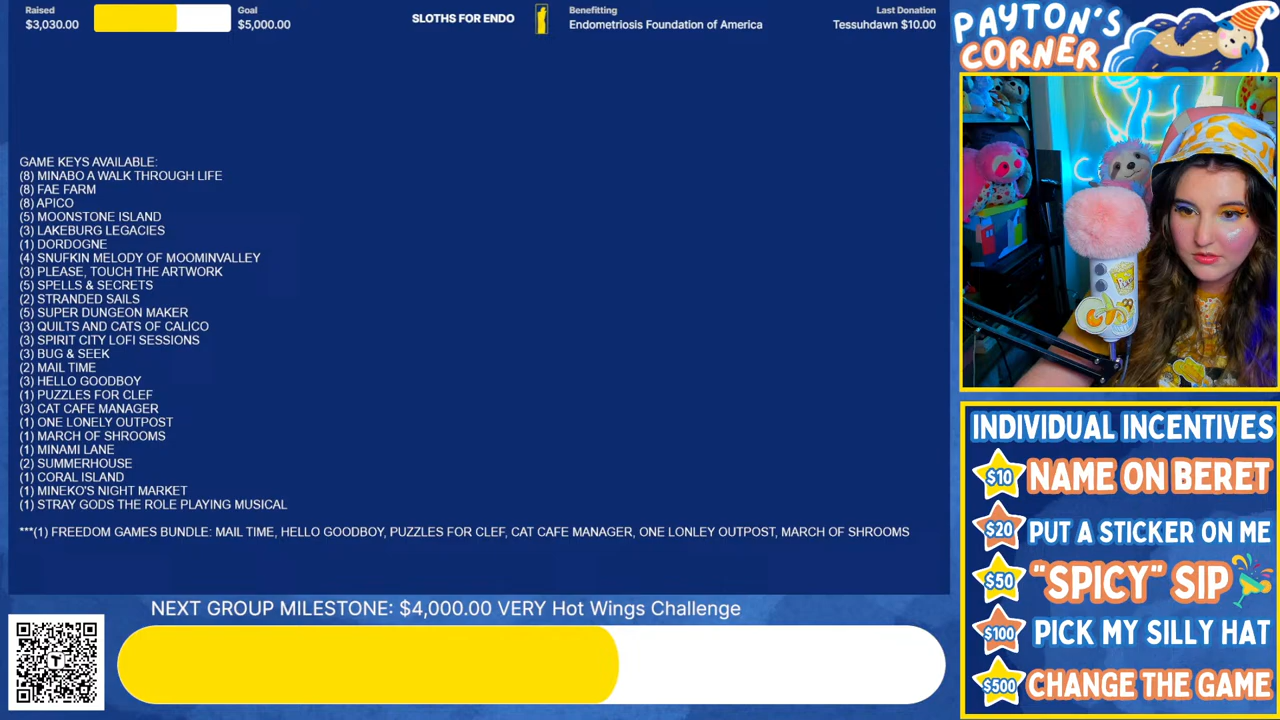 Raised
$3,030.00
Goal
$5,000.00
SLOTHS FOR ENDO
Benefitting
Endometriosis Foundation of America
Last Donation
Tessuhdawn $10.00
PAYTON'S
CORNER
GAME KEYS AVAILABLE:
(8) MINABO A WALK THROUGH LIFE
(8) FAE FARM
(8) APICO
(5) MOONSTONE ISLAND
(3) LAKEBURG LEGACIES
(1) DORDOGNE
(4) SNUFKIN MELODY OF MOOMINVALLEY
(3) PLEASE, TOUCH THE ARTWORK
(5) SPELLS & SECRETS
(2) STRANDED SAILS
(5) SUPER DUNGEON MAKER
(3) QUILTS AND CATS OF CALICO
(3) SPIRIT CITY LOFI SESSIONS
(3) BUG & SEEK
(2) MAIL TIME
(3) HELLO GOODBOY
(1) PUZZLES FOR CLEF
(3) CAT CAFE MANAGER
(1) ONE LONELY OUTPOST
(1) MARCH OF SHROOMS
(1) MINAMI LANE
(2) SUMMERHOUSE
(1) CORAL ISLAND
(1) MINEKO'S NIGHT MARKET
(1) STRAY GODS THE ROLE PLAYING MUSICAL
***(1) FREEDOM GAMES BUNDLE: MAIL TIME, HELLO GOODBOY, PUZZLES FOR CLEF, CAT CAFE MANAGER, ONE LONLEY OUTPOST, MARCH OF SHROOMS
NEXT GROUP MILESTONE: $4,000.00 VERY Hot Wings Challenge
INDIVIDUAL INCENTIVES
$10 NAME ON BERET
$20 PUT A STICKER ON ME
$50 "SPICY" SIP
$100 PICK MY SILLY HAT
$500 CHANGE THE GAME